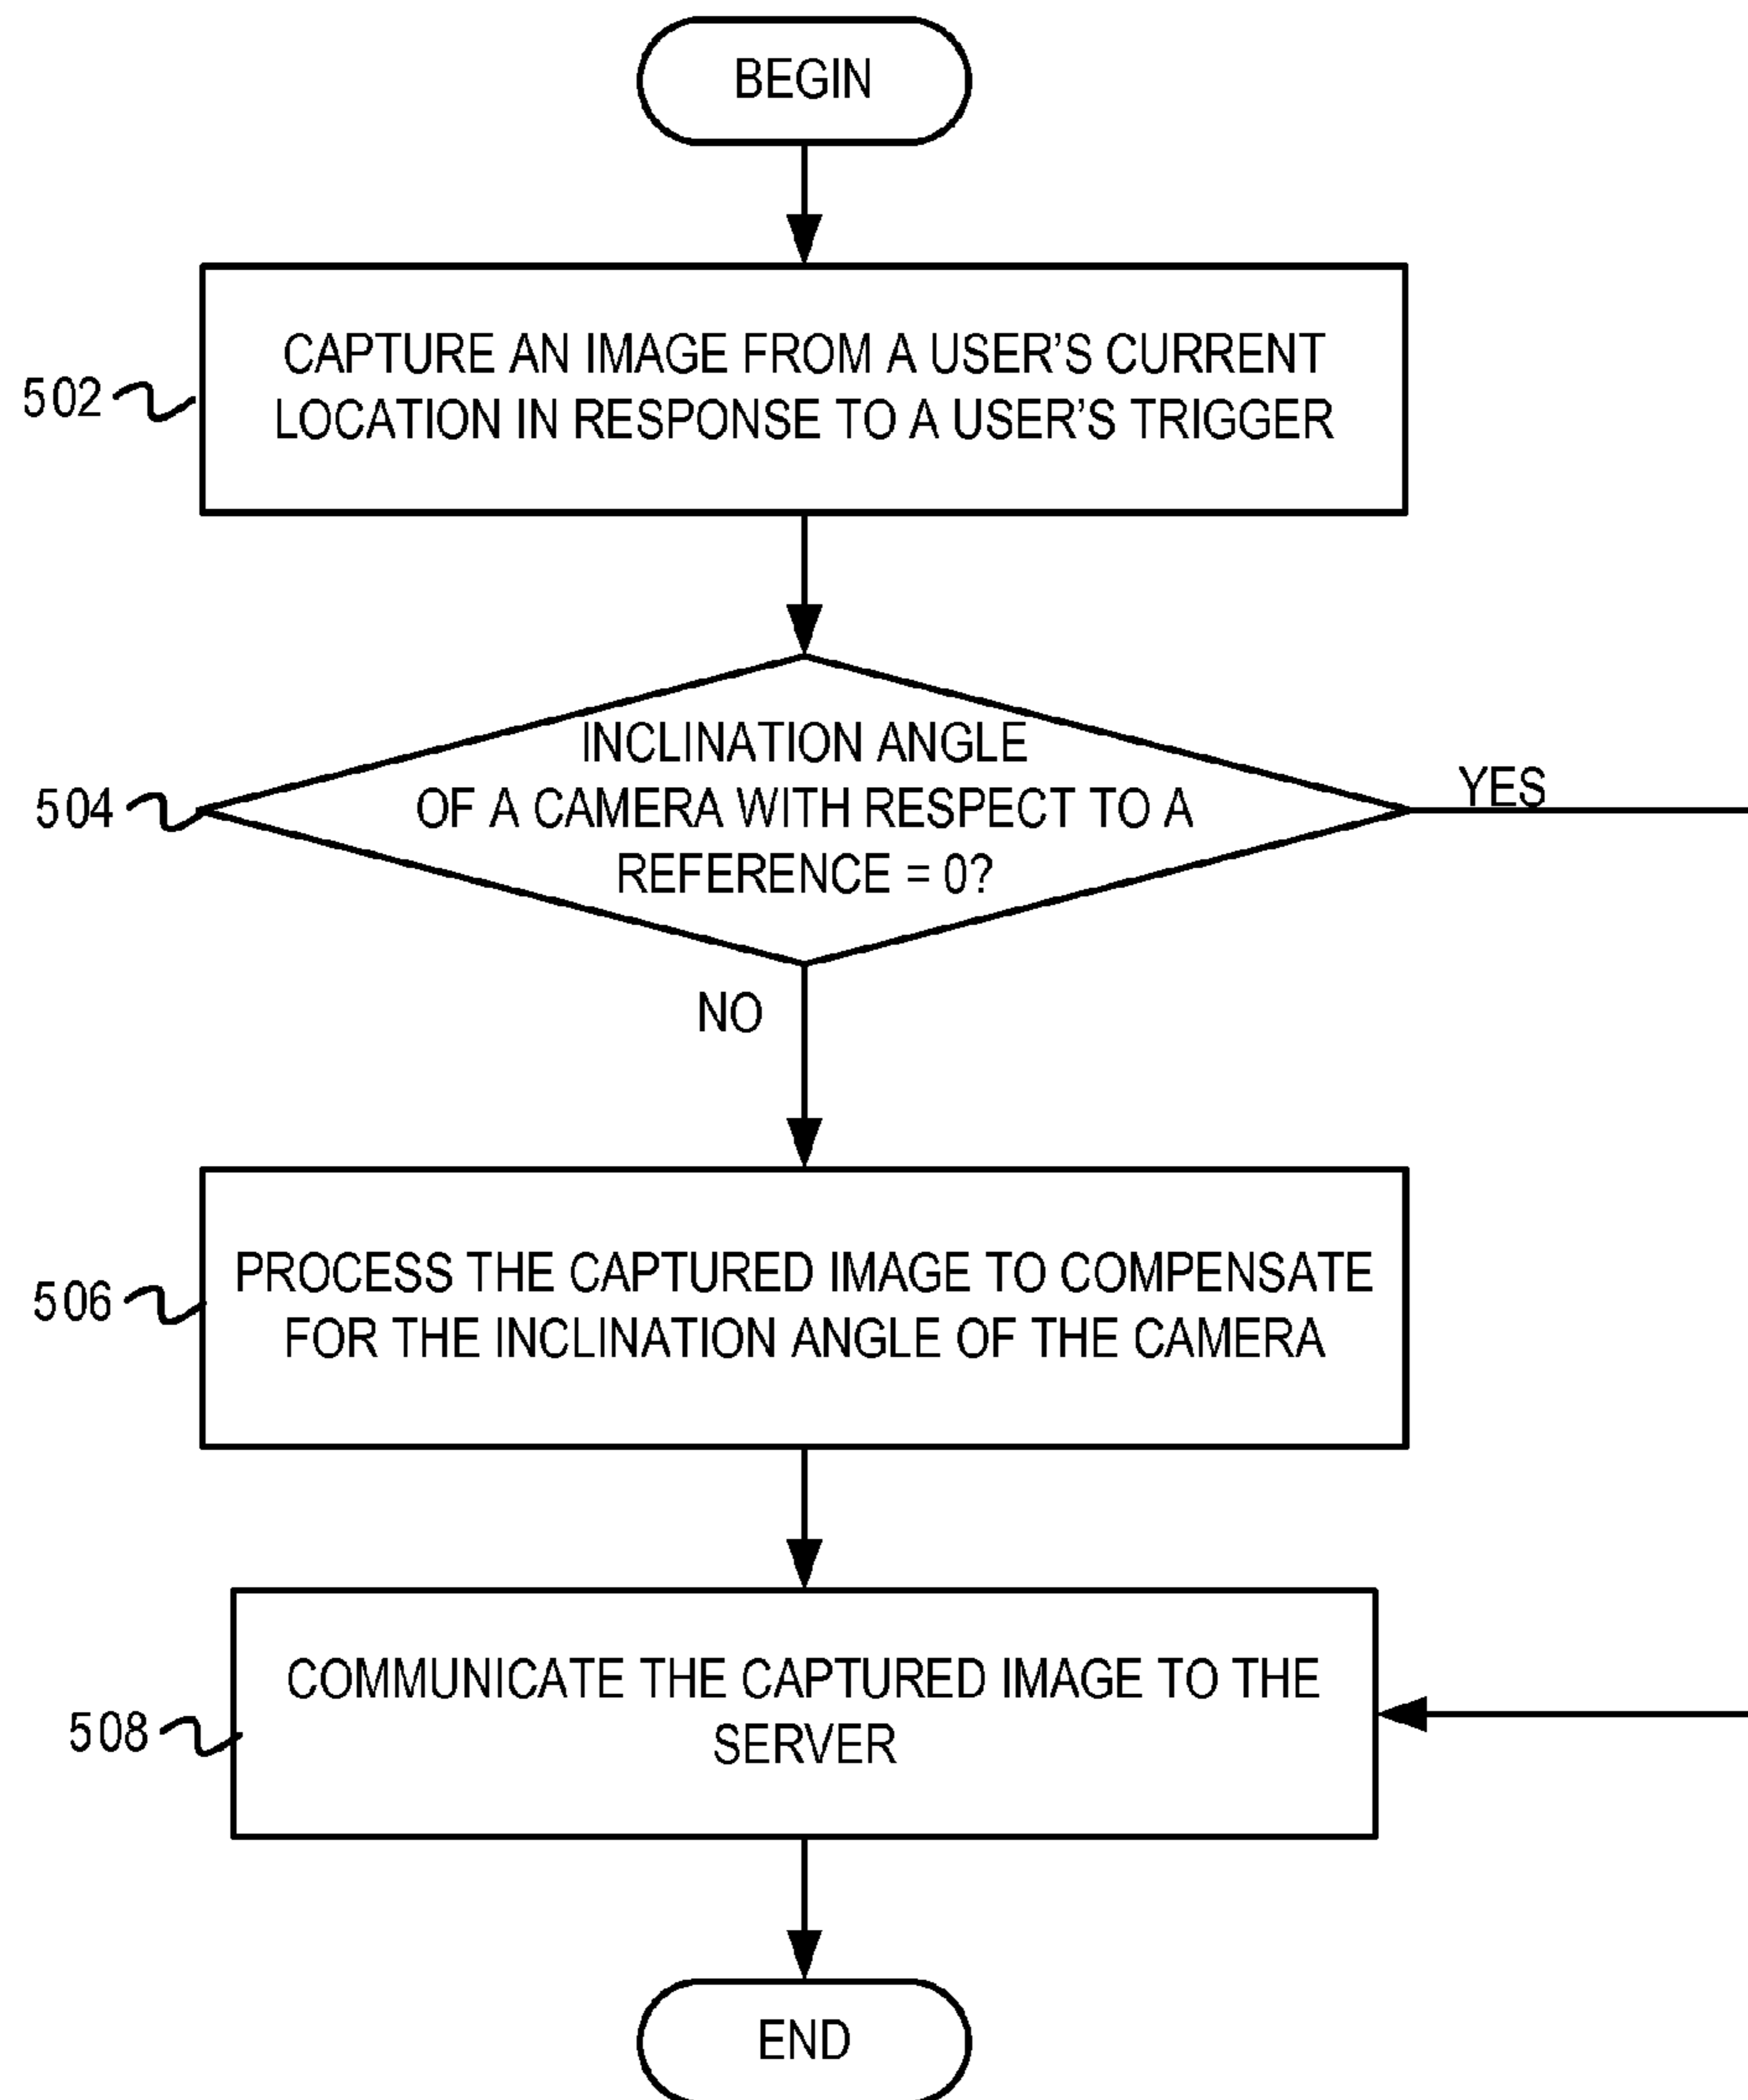 BEGIN
CAPTURE AN IMAGE FROM A USER'S CURRENT
LOCATION IN RESPONSE TO A USER'S TRIGGER
502
INCLINATION ANGLE
OF A CAMERA WITH RESPECT TO A
REFERENCE = 0?
504
YES
NO
PROCESS THE CAPTURED IMAGE TO COMPENSATE
FOR THE INCLINATION ANGLE OF THE CAMERA
506
COMMUNICATE THE CAPTURED IMAGE TO THE
SERVER
508
END